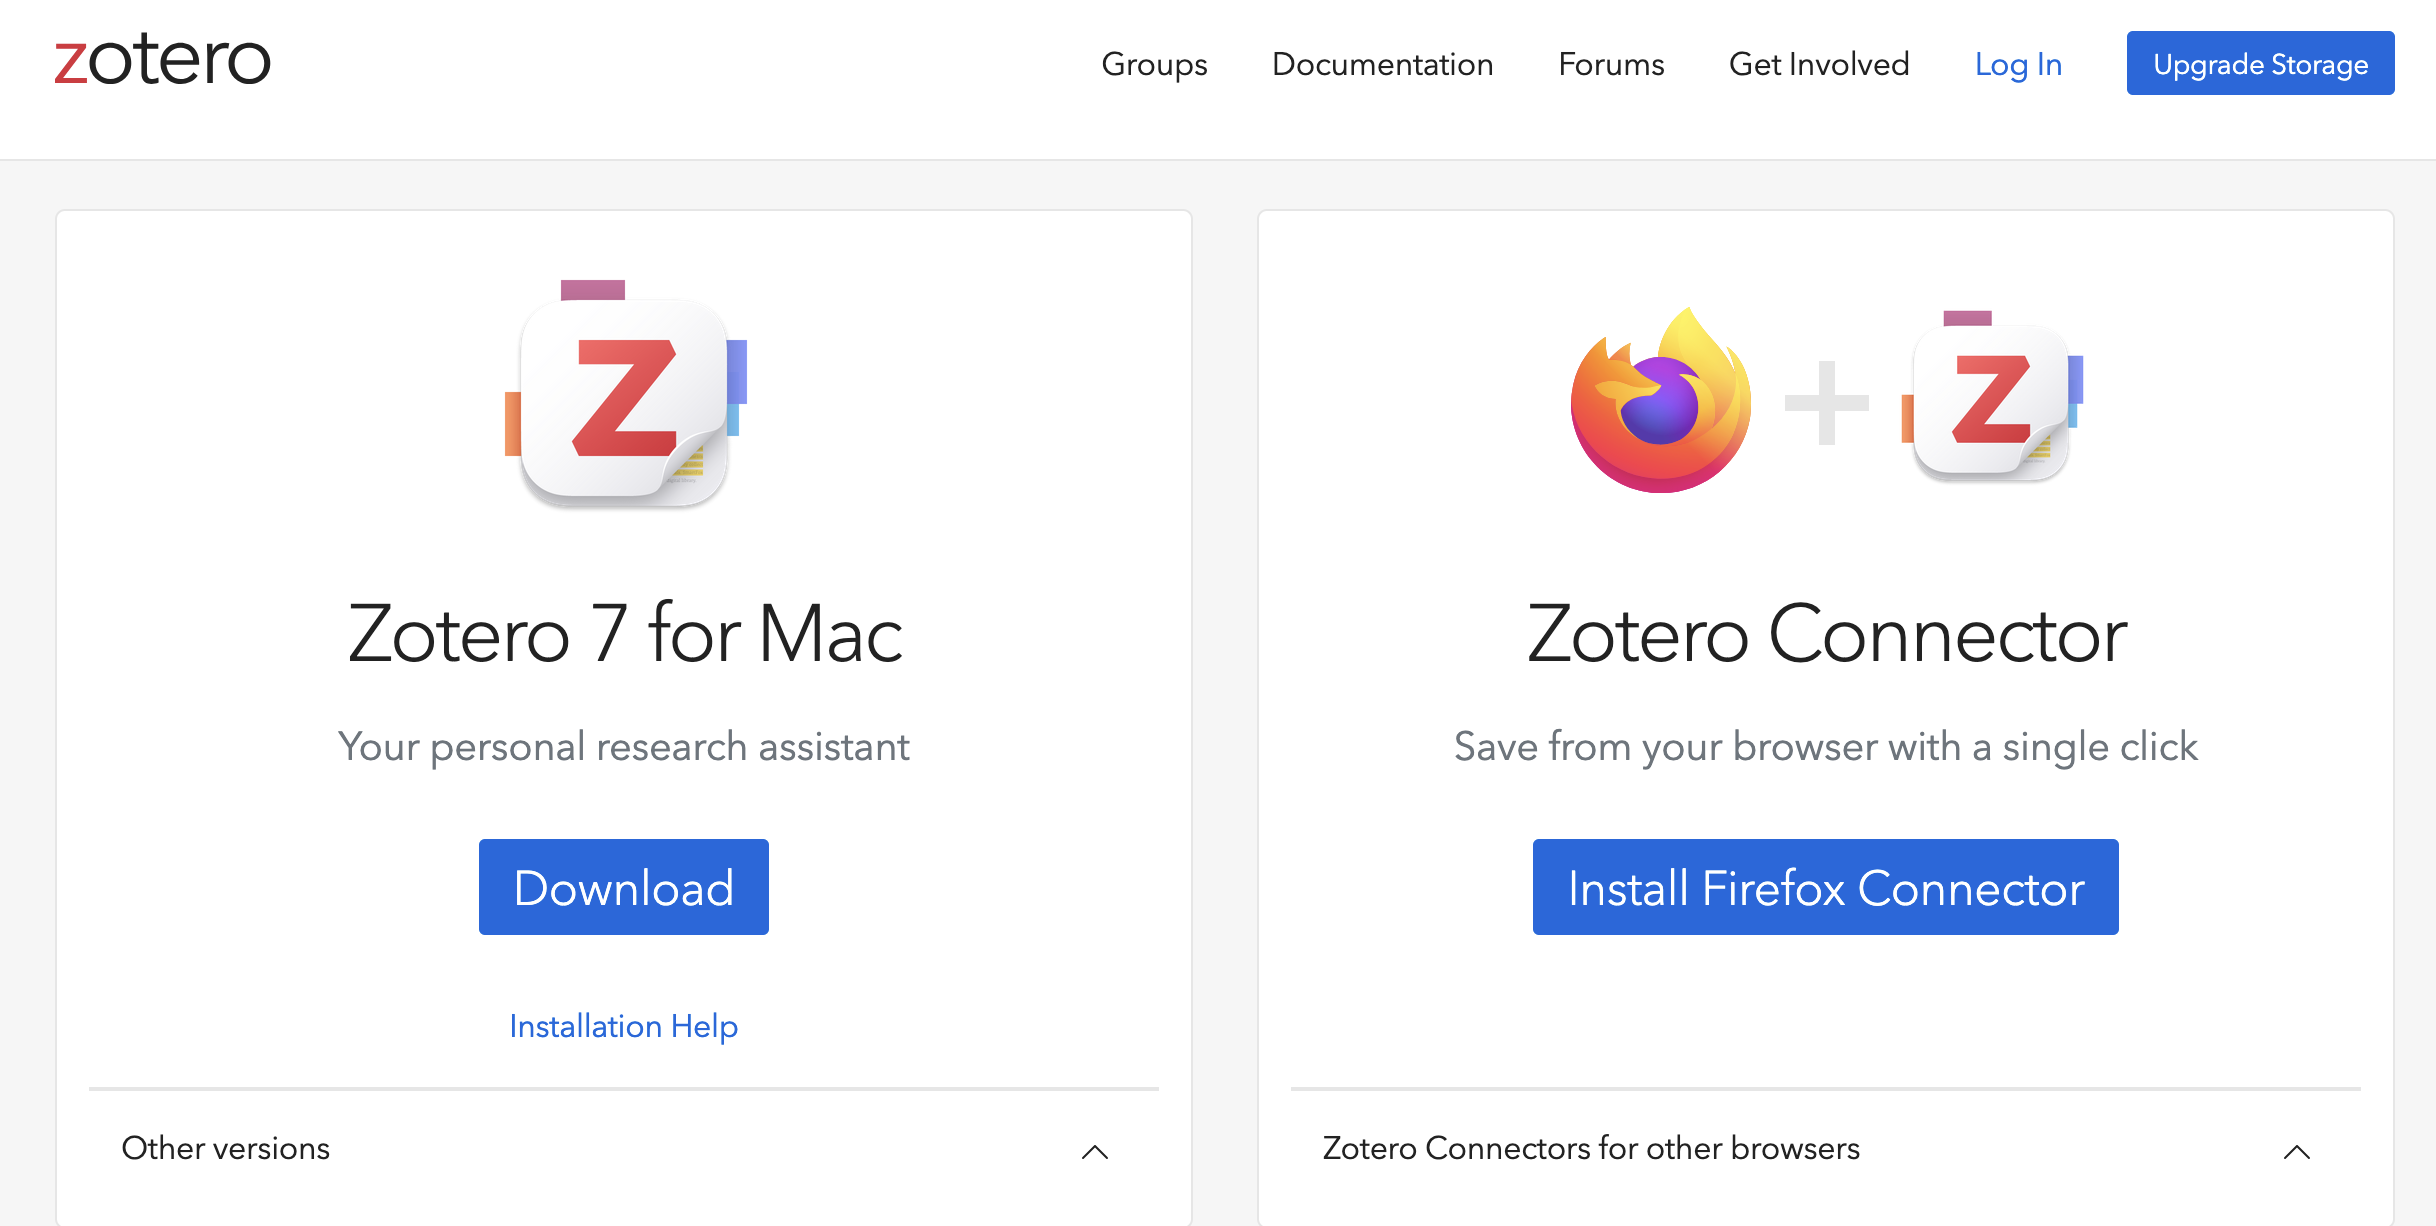 zotero
Groups
Documentation
Forums
Get Involved
Log In
Upgrade Storage
Zotero 7 for Mac
Your personal research assistant
Download
Installation Help
Other versions
Zotero Connector
Save from your browser with a single click
Install Firefox Connector
Zotero Connectors for other browsers